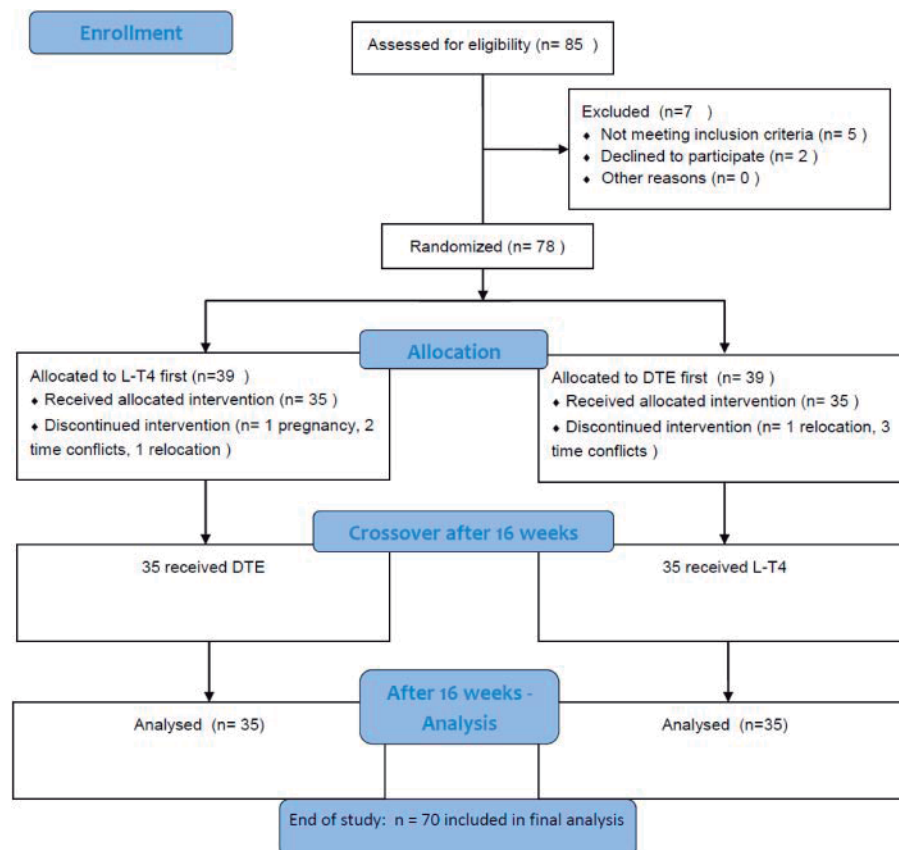 Enrollment
Assessed for eligibility (n= 85 )
Excluded (n=7 )
♦ Not meeting inclusion criteria (n= 5 )
♦ Declined to participate (n= 2 )
♦ Other reasons (n= 0 )
Randomized (n= 78 )
Allocation
Allocated to L-T4 first (n=39 )
♦ Received allocated intervention (n= 35 )
♦ Discontinued intervention (n= 1 pregnancy, 2
time conflicts, 1 relocation )
Allocated to DTE first (n= 39 )
♦ Received allocated intervention (n= 35 )
♦ Discontinued intervention (n= 1 relocation, 3
time conflicts )
Crossover after 16 weeks
35 received DTE
35 received L-T4
After 16 weeks -
Analysis
Analysed (n= 35)
Analysed (n=35)
End of study: n = 70 included in final analysis